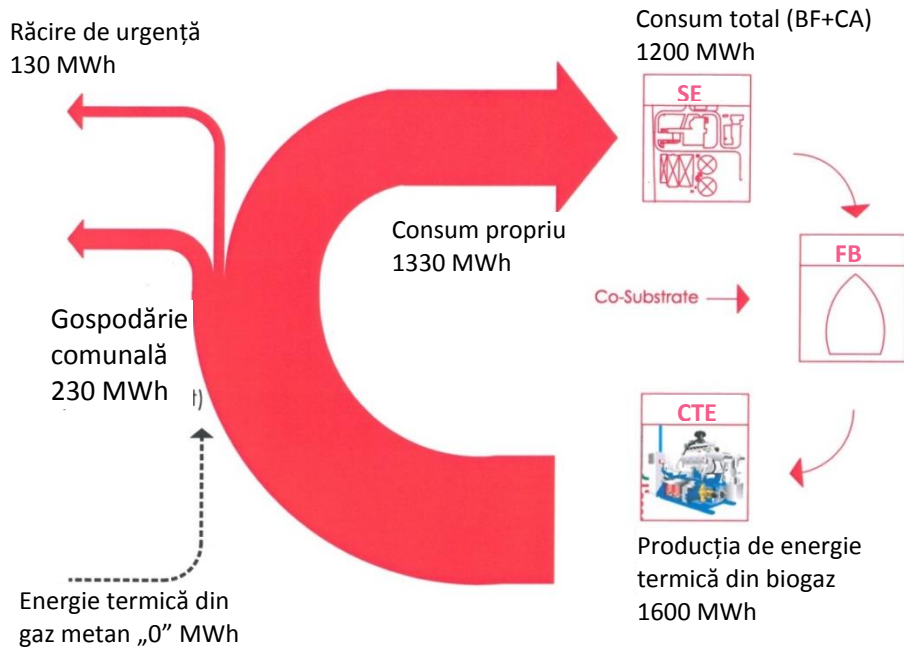 Răcire de urgență
130 MWh
Consum total (BF+CA)
1200 MWh
SE
Consum propriu
1330 MWh
FB
Co-Substrate
Gospodărie
comunală
230 MWh
t)
CTE
Producția de energie
termică din biogaz
1600 MWh
Energie termică din
gaz metan „0” MWh